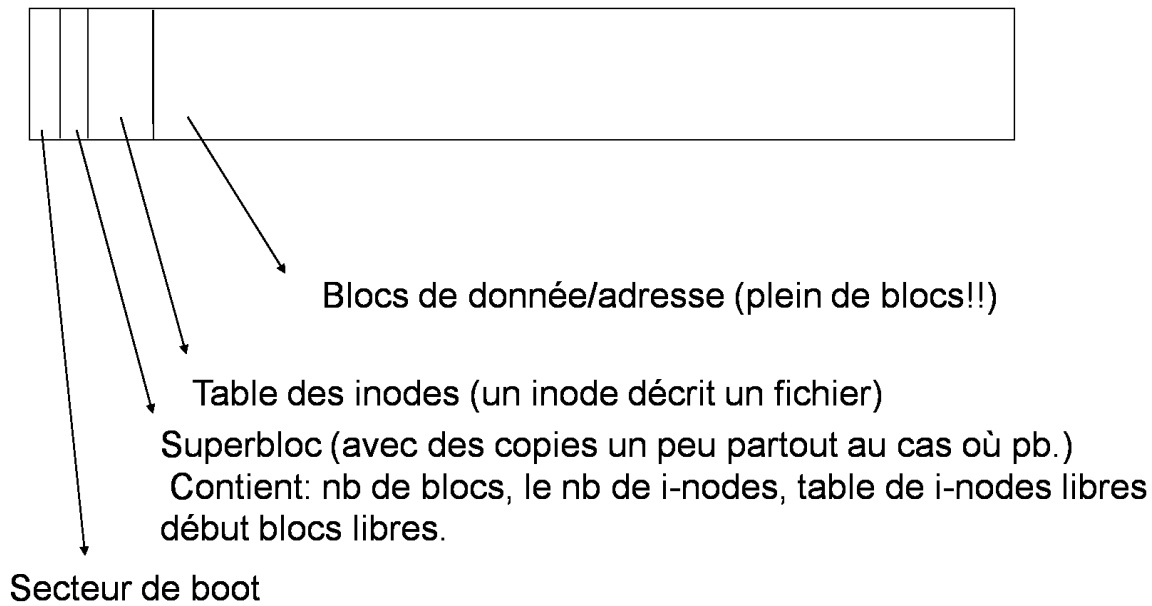 Blocs de donnée/adresse (plein de blocs!!)
Table des inodes (un inode décrit un fichier)
Superbloc (avec des copies un peu partout au cas où pb.)
Contient: nb de blocs, le nb de i-nodes, table de i-nodes libres
début blocs libres.
Secteur de boot